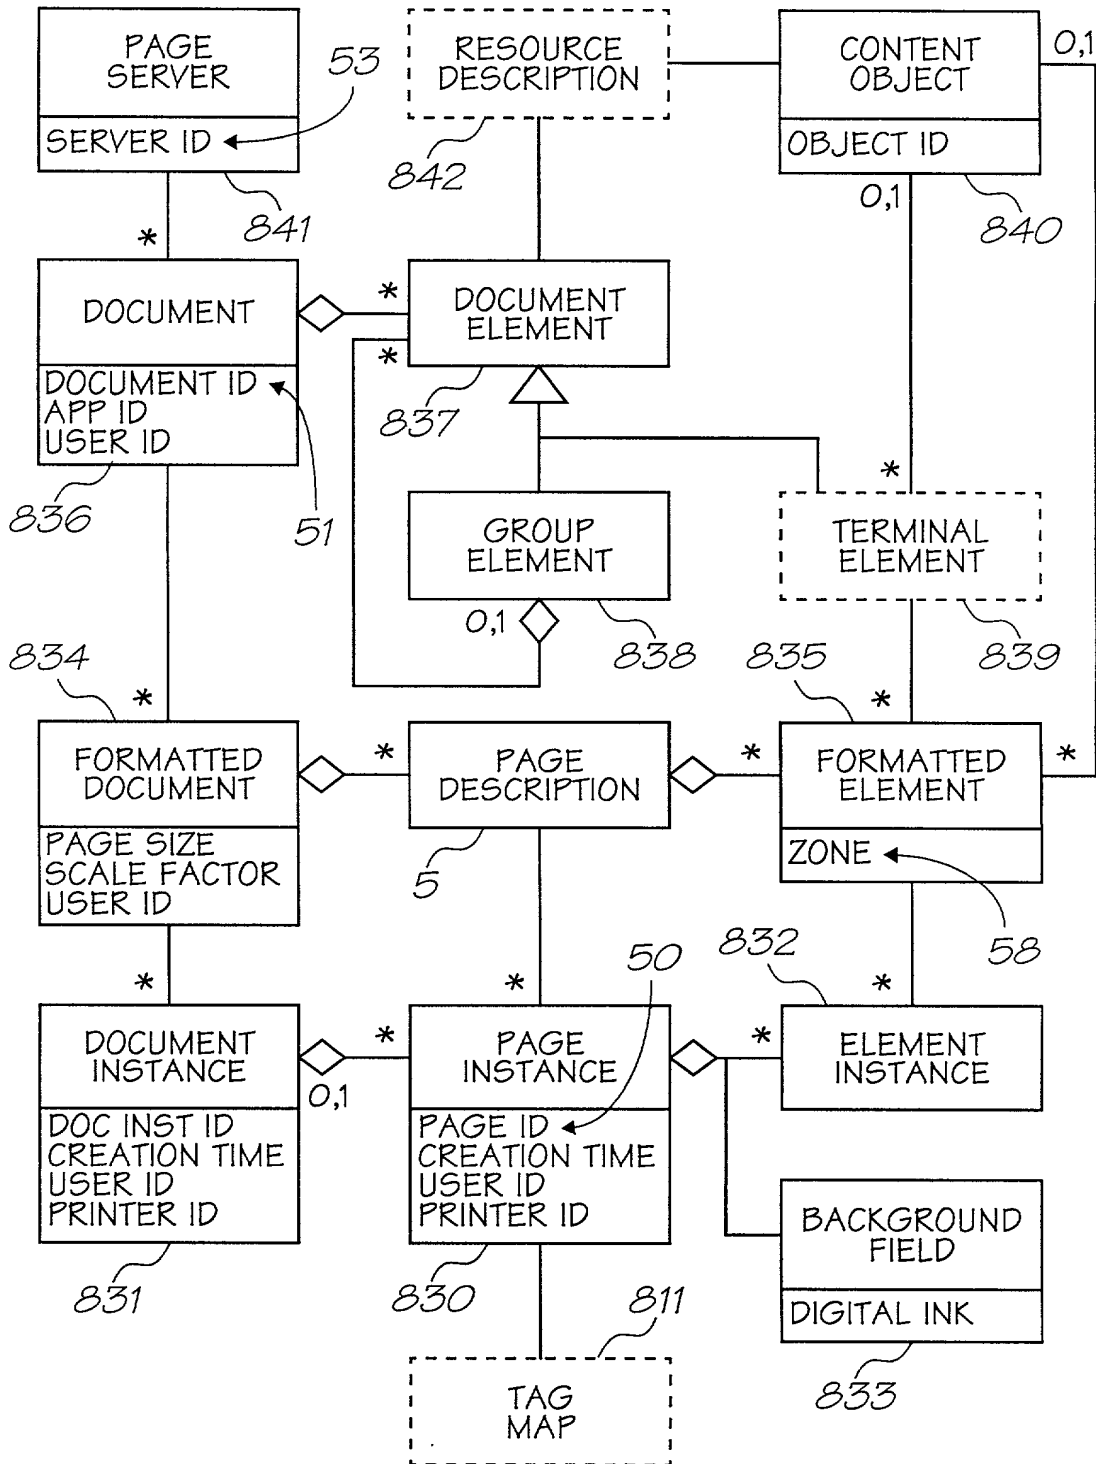 PAGE
SERVER
SERVER ID
53
841
*
RESOURCE
DESCRIPTION
842
CONTENT
OBJECT
0,1
OBJECT ID
0,1
840
DOCUMENT
*
DOCUMENT
ELEMENT
*
837
DOCUMENT ID
APP ID
USER ID
836
51
GROUP
ELEMENT
0,1
838
*
TERMINAL
ELEMENT
839
834
*
835
*
FORMATTED
DOCUMENT
*
PAGE
DESCRIPTION
*
FORMATTED
ELEMENT
*
PAGE SIZE
SCALE FACTOR
USER ID
5
ZONE
58
*
50
*
832
*
DOCUMENT
INSTANCE
0,1
*
PAGE
INSTANCE
*
ELEMENT
INSTANCE
DOC INST ID
CREATION TIME
USER ID
PRINTER ID
831
PAGE ID
CREATION TIME
USER ID
PRINTER ID
830
BACKGROUND
FIELD
DIGITAL INK
833
811
TAG
MAP